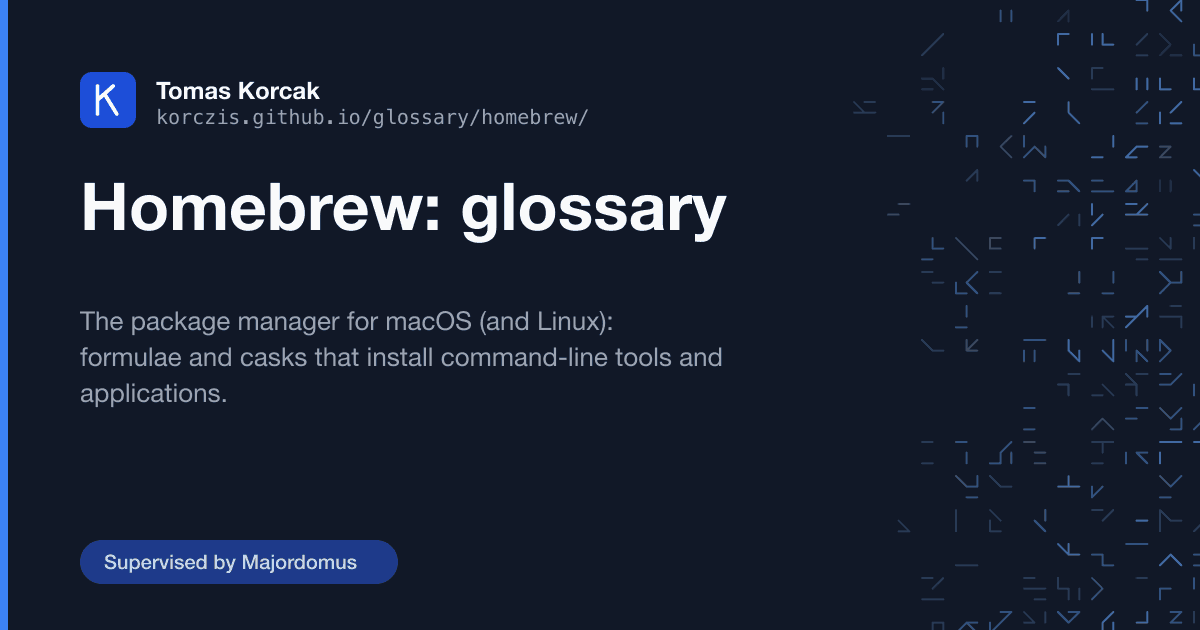 K
Tomas Korcak
korczis.github.io/glossary/homebrew/
Homebrew: glossary
The package manager for macOS (and Linux):
formulae and casks that install command-line tools and
applications.
Supervised by Majordomus